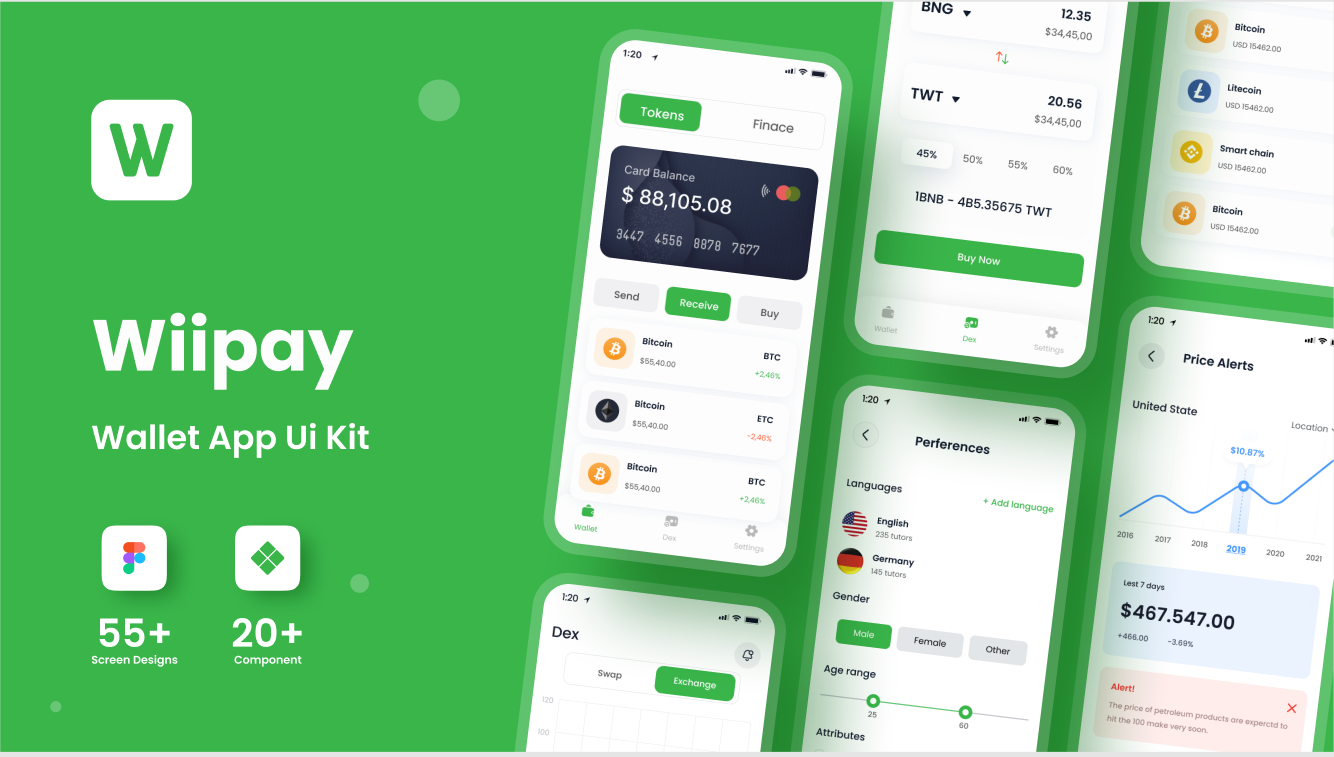 W
Wiipay
Wallet App Ui Kit
55+
Screen Designs
20+
Component
1:20
Tokens
Finace
Card Balance
$ 88,105.08
3447 4556 8878 7677
Send
Receive
Buy
Bitcoin
BTC
$55,40.00
+2,46%
Bitcoin
ETC
$55,40.00
-2,46%
Bitcoin
BTC
$55,40.00
+2,46%
Wallet
Dex
Settings
1:20
Dex
Swap
Exchange
120
100
BNG
12.35
$34,45,00
TWT
20.56
$34,45,00
45%
50%
55%
60%
1BNB - 4B5.35675 TWT
Buy Now
Wallet
Dex
Settings
1:20
Perferences
Languages
+ Add language
English
235 tutors
Germany
145 tutors
Gender
Male
Female
Other
Age range
25
60
Attributes
Bitcoin
USD 15462.00
Litecoin
USD 15462.00
Smart chain
USD 15462.00
Bitcoin
USD 15462.00
1:20
Price Alerts
United State
Location
$10.87%
2016
2017
2018
2019
2020
2021
Last 7 days
$467.547.00
+466.00
-3.69%
Alert!
The price of petroleum products are experctd to
hit the 100 make very soon.